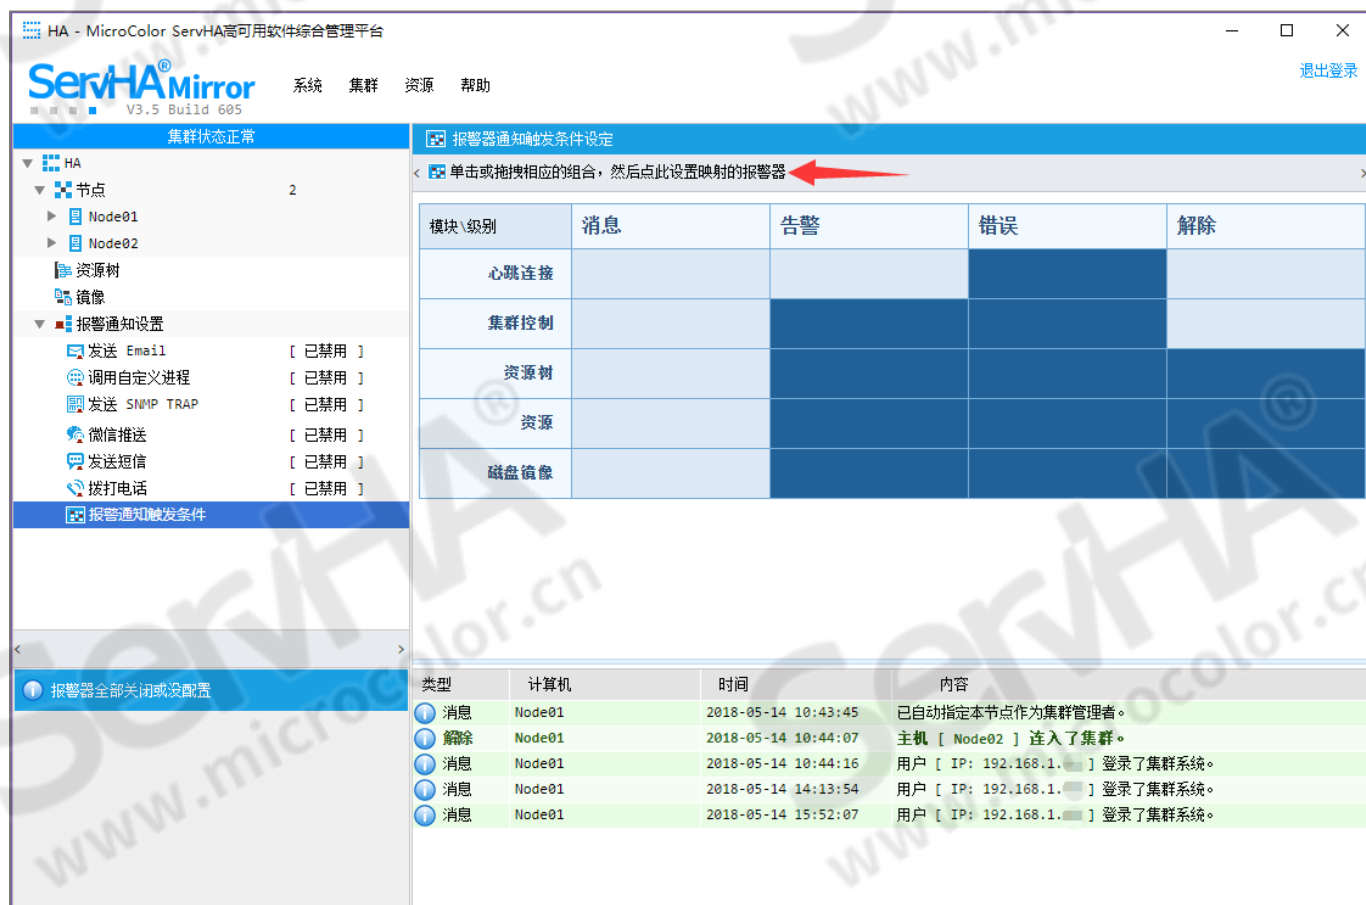 HA - MicroColor ServHA高可用软件综合管理平台
ServHA® Mirror
V3.5 Build 605
系统 集群 资源 帮助
退出登录
集群状态正常
HA
节点 2
Node01
Node02
资源树
镜像
报警通知设置
发送 Email [ 已禁用 ]
调用自定义进程 [ 已禁用 ]
发送 SNMP TRAP [ 已禁用 ]
微信推送 [ 已禁用 ]
发送短信 [ 已禁用 ]
拨打电话 [ 已禁用 ]
报警通知触发条件
报警器全部关闭或没配置
报警器通知触发条件设定
单击或拖拽相应的组合，然后点此设置映射的报警器
模块\级别 消息 告警 错误 解除
心跳连接
集群控制
资源树
资源
磁盘镜像
类型 计算机 时间 内容
消息 Node01 2018-05-14 10:43:45 已自动指定本节点作为集群管理者。
解除 Node01 2018-05-14 10:44:07 主机 [ Node02 ] 连入了集群。
消息 Node01 2018-05-14 10:44:16 用户 [ IP: 192.168.1. ] 登录了集群系统。
消息 Node01 2018-05-14 14:13:54 用户 [ IP: 192.168.1. ] 登录了集群系统。
消息 Node01 2018-05-14 15:52:07 用户 [ IP: 192.168.1. ] 登录了集群系统。
ServHA®
www.microcolor.cn
ServHA®
www.microcolor.cn